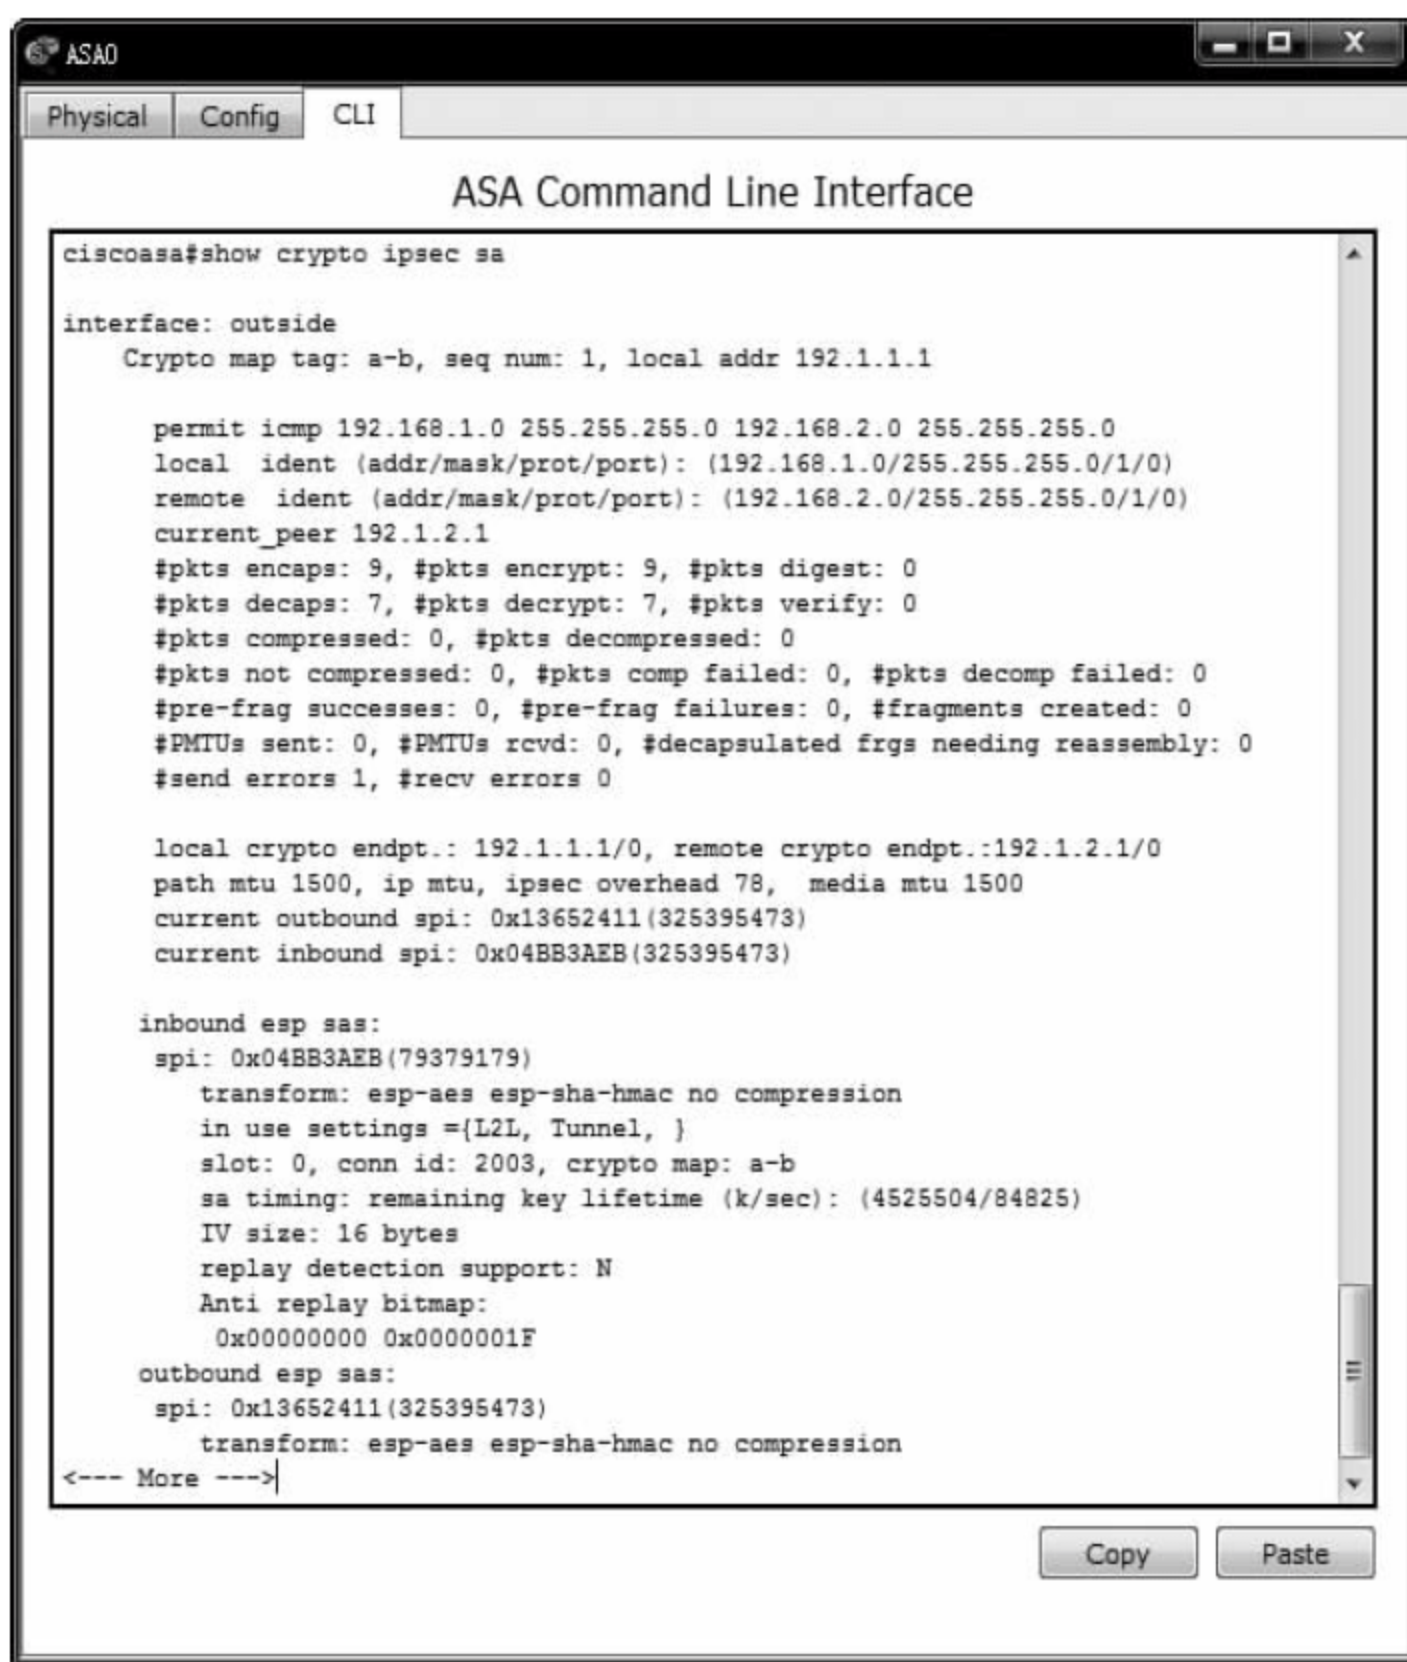 ASA0
Physical Config CLI
ASA Command Line Interface
ciscoasa#show crypto ipsec sa
interface: outside
Crypto map tag: a-b, seq num: 1, local addr 192.1.1.1
permit icmp 192.168.1.0 255.255.255.0 192.168.2.0 255.255.255.0
local ident (addr/mask/prot/port): (192.168.1.0/255.255.255.0/1/0)
remote ident (addr/mask/prot/port): (192.168.2.0/255.255.255.0/1/0)
current_peer 192.1.2.1
#pkts encaps: 9, #pkts encrypt: 9, #pkts digest: 0
#pkts decaps: 7, #pkts decrypt: 7, #pkts verify: 0
#pkts compressed: 0, #pkts decompressed: 0
#pkts not compressed: 0, #pkts comp failed: 0, #pkts decomp failed: 0
#pre-frag successes: 0, #pre-frag failures: 0, #fragments created: 0
#PMTUs sent: 0, #PMTUs rcvd: 0, #decapsulated frgs needing reassembly: 0
#send errors 1, #recv errors 0
local crypto endpt.: 192.1.1.1/0, remote crypto endpt.:192.1.2.1/0
path mtu 1500, ip mtu, ipsec overhead 78, media mtu 1500
current outbound spi: 0x13652411(325395473)
current inbound spi: 0x04BB3AEB(325395473)
inbound esp sas:
spi: 0x04BB3AEB(79379179)
transform: esp-aes esp-sha-hmac no compression
in use settings ={L2L, Tunnel, }
slot: 0, conn id: 2003, crypto map: a-b
sa timing: remaining key lifetime (k/sec): (4525504/84825)
IV size: 16 bytes
replay detection support: N
Anti replay bitmap:
0x00000000 0x0000001F
outbound esp sas:
spi: 0x13652411(325395473)
transform: esp-aes esp-sha-hmac no compression
<--- More --->
Copy Paste